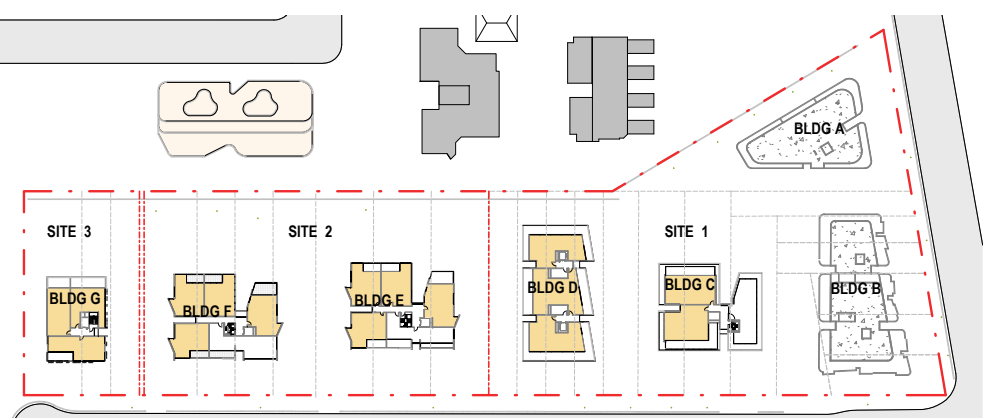 BLDG A
SITE 3
SITE 2
SITE 1
BLDG G
BLDG F
BLDG E
BLDG D
BLDG C
BLDG B